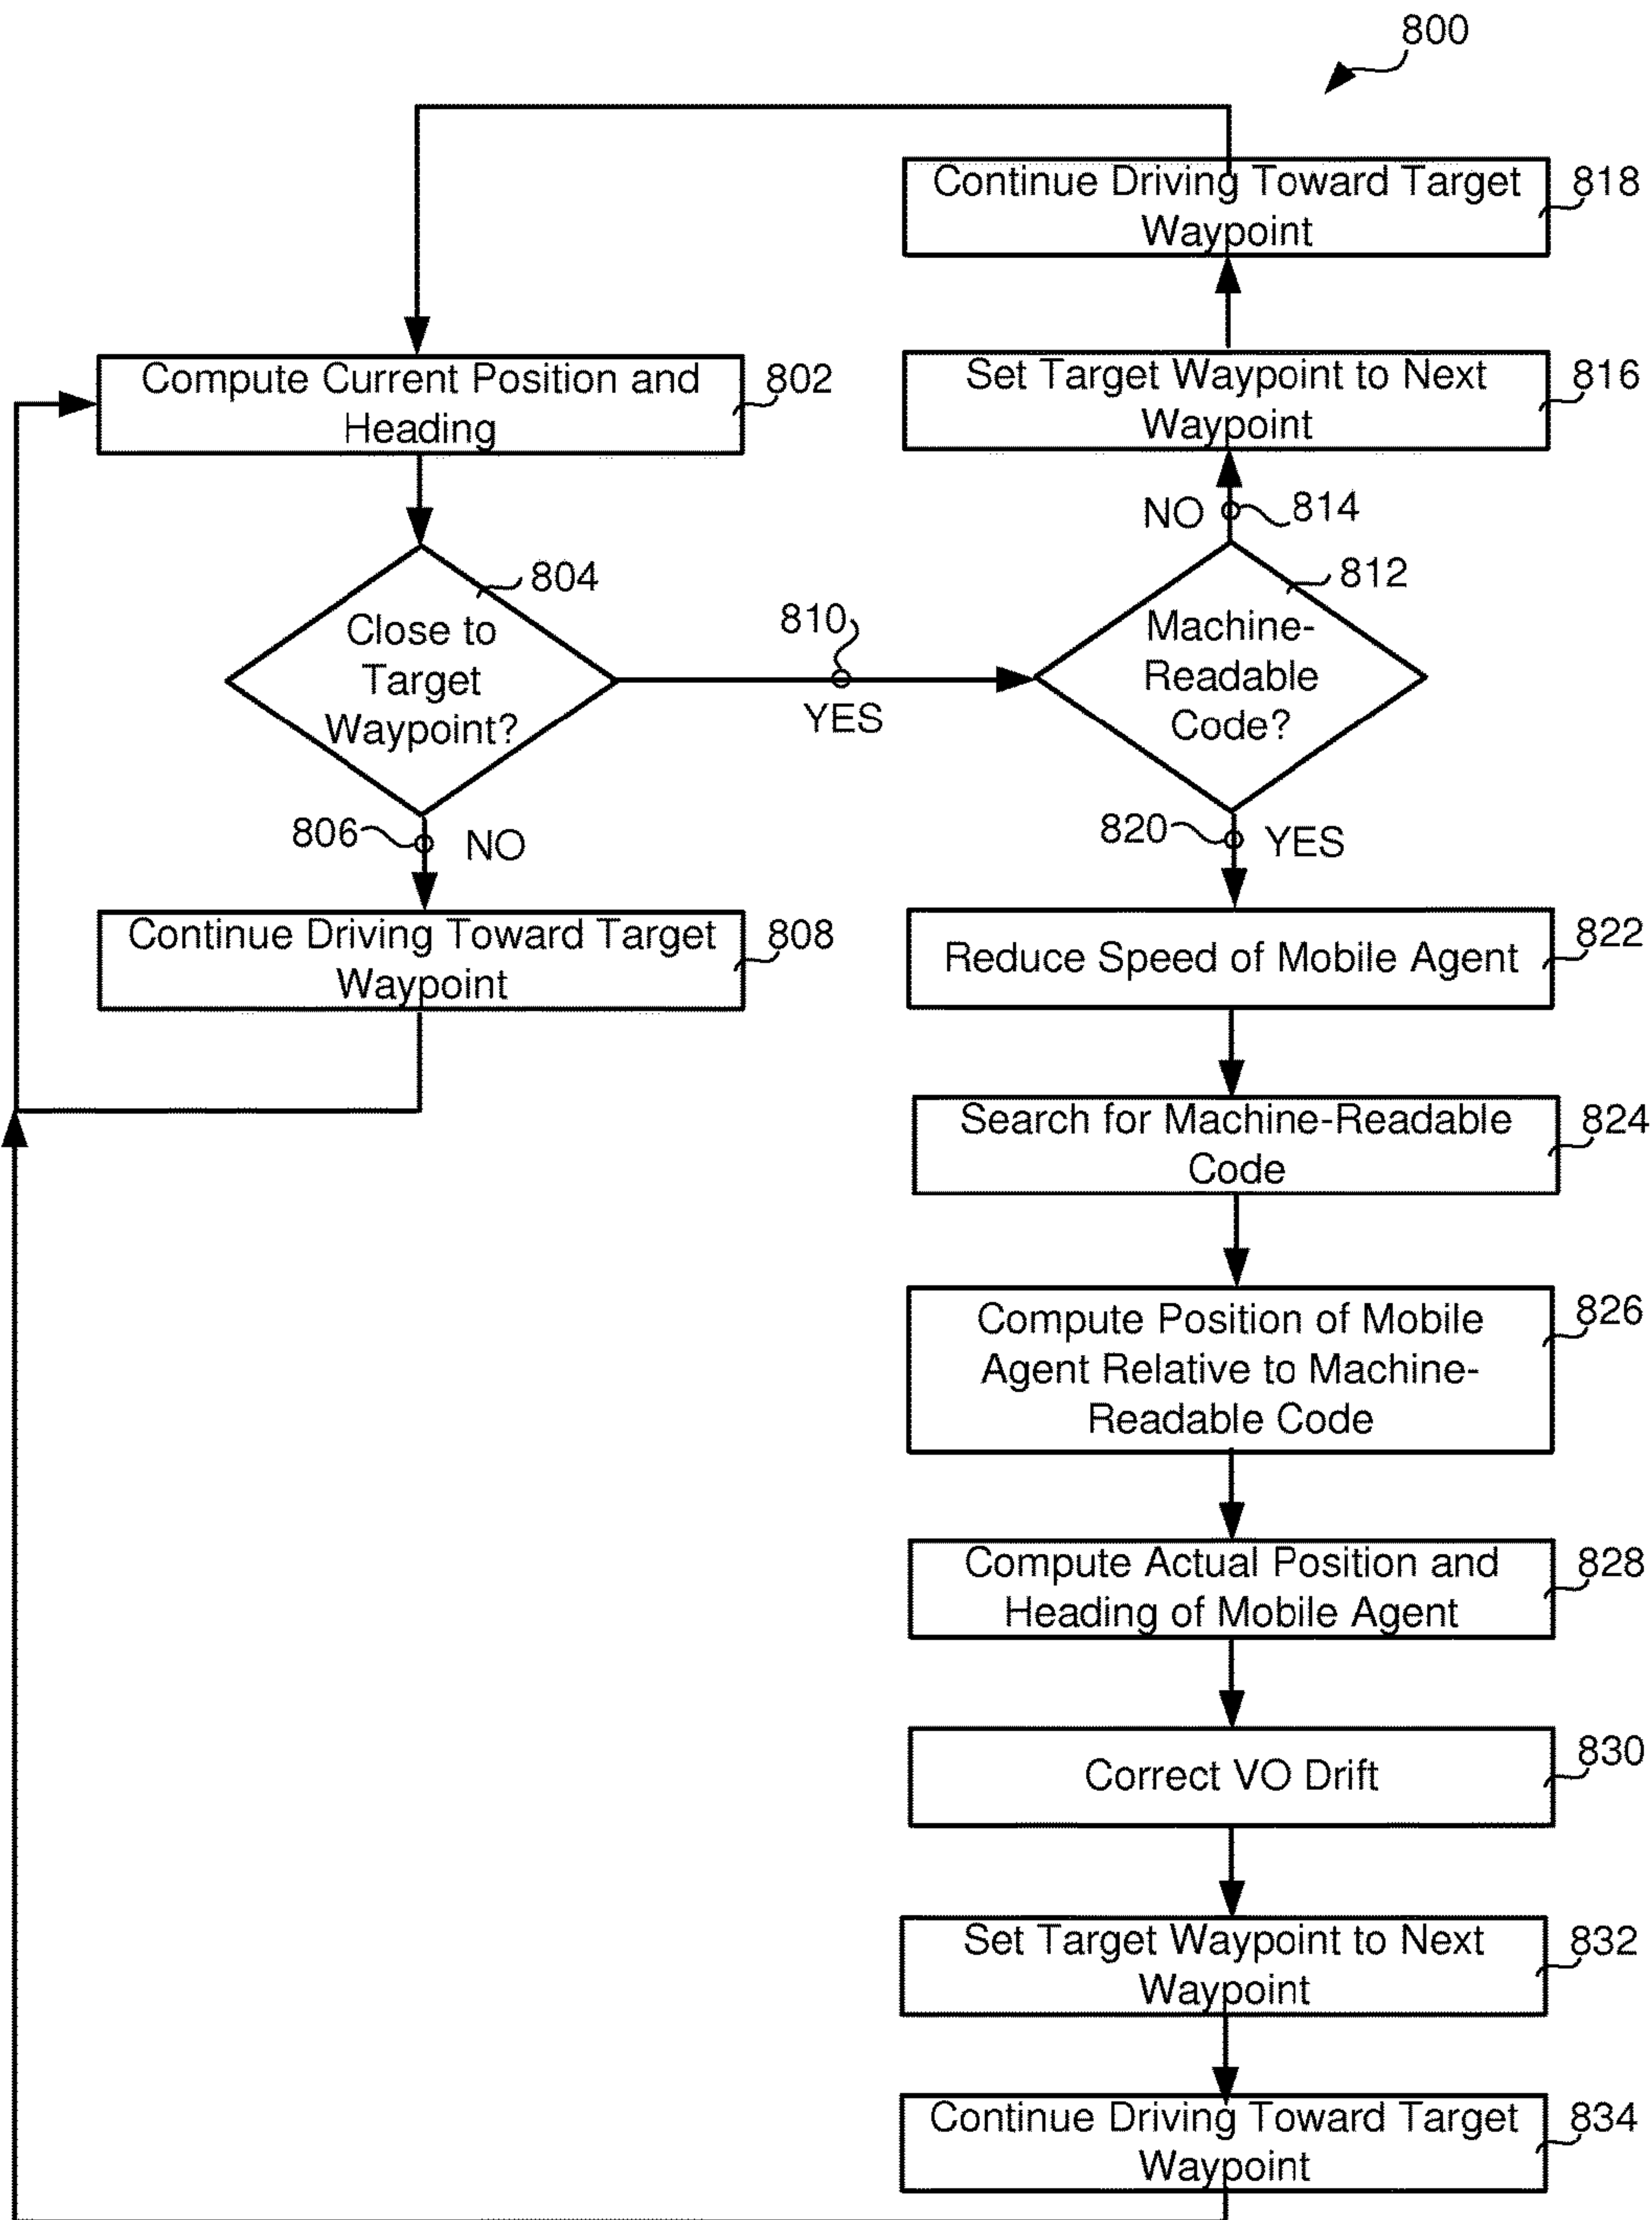 800
Continue Driving Toward Target
Waypoint
818
Compute Current Position and
Heading
802
Set Target Waypoint to Next
Waypoint
816
NO
814
804
Close to
Target
Waypoint?
810
YES
812
Machine-
Readable
Code?
806
NO
820
YES
Continue Driving Toward Target
Waypoint
808
Reduce Speed of Mobile Agent
822
Search for Machine-Readable
Code
824
Compute Position of Mobile
Agent Relative to Machine-
Readable Code
826
Compute Actual Position and
Heading of Mobile Agent
828
Correct VO Drift
830
Set Target Waypoint to Next
Waypoint
832
Continue Driving Toward Target
Waypoint
834